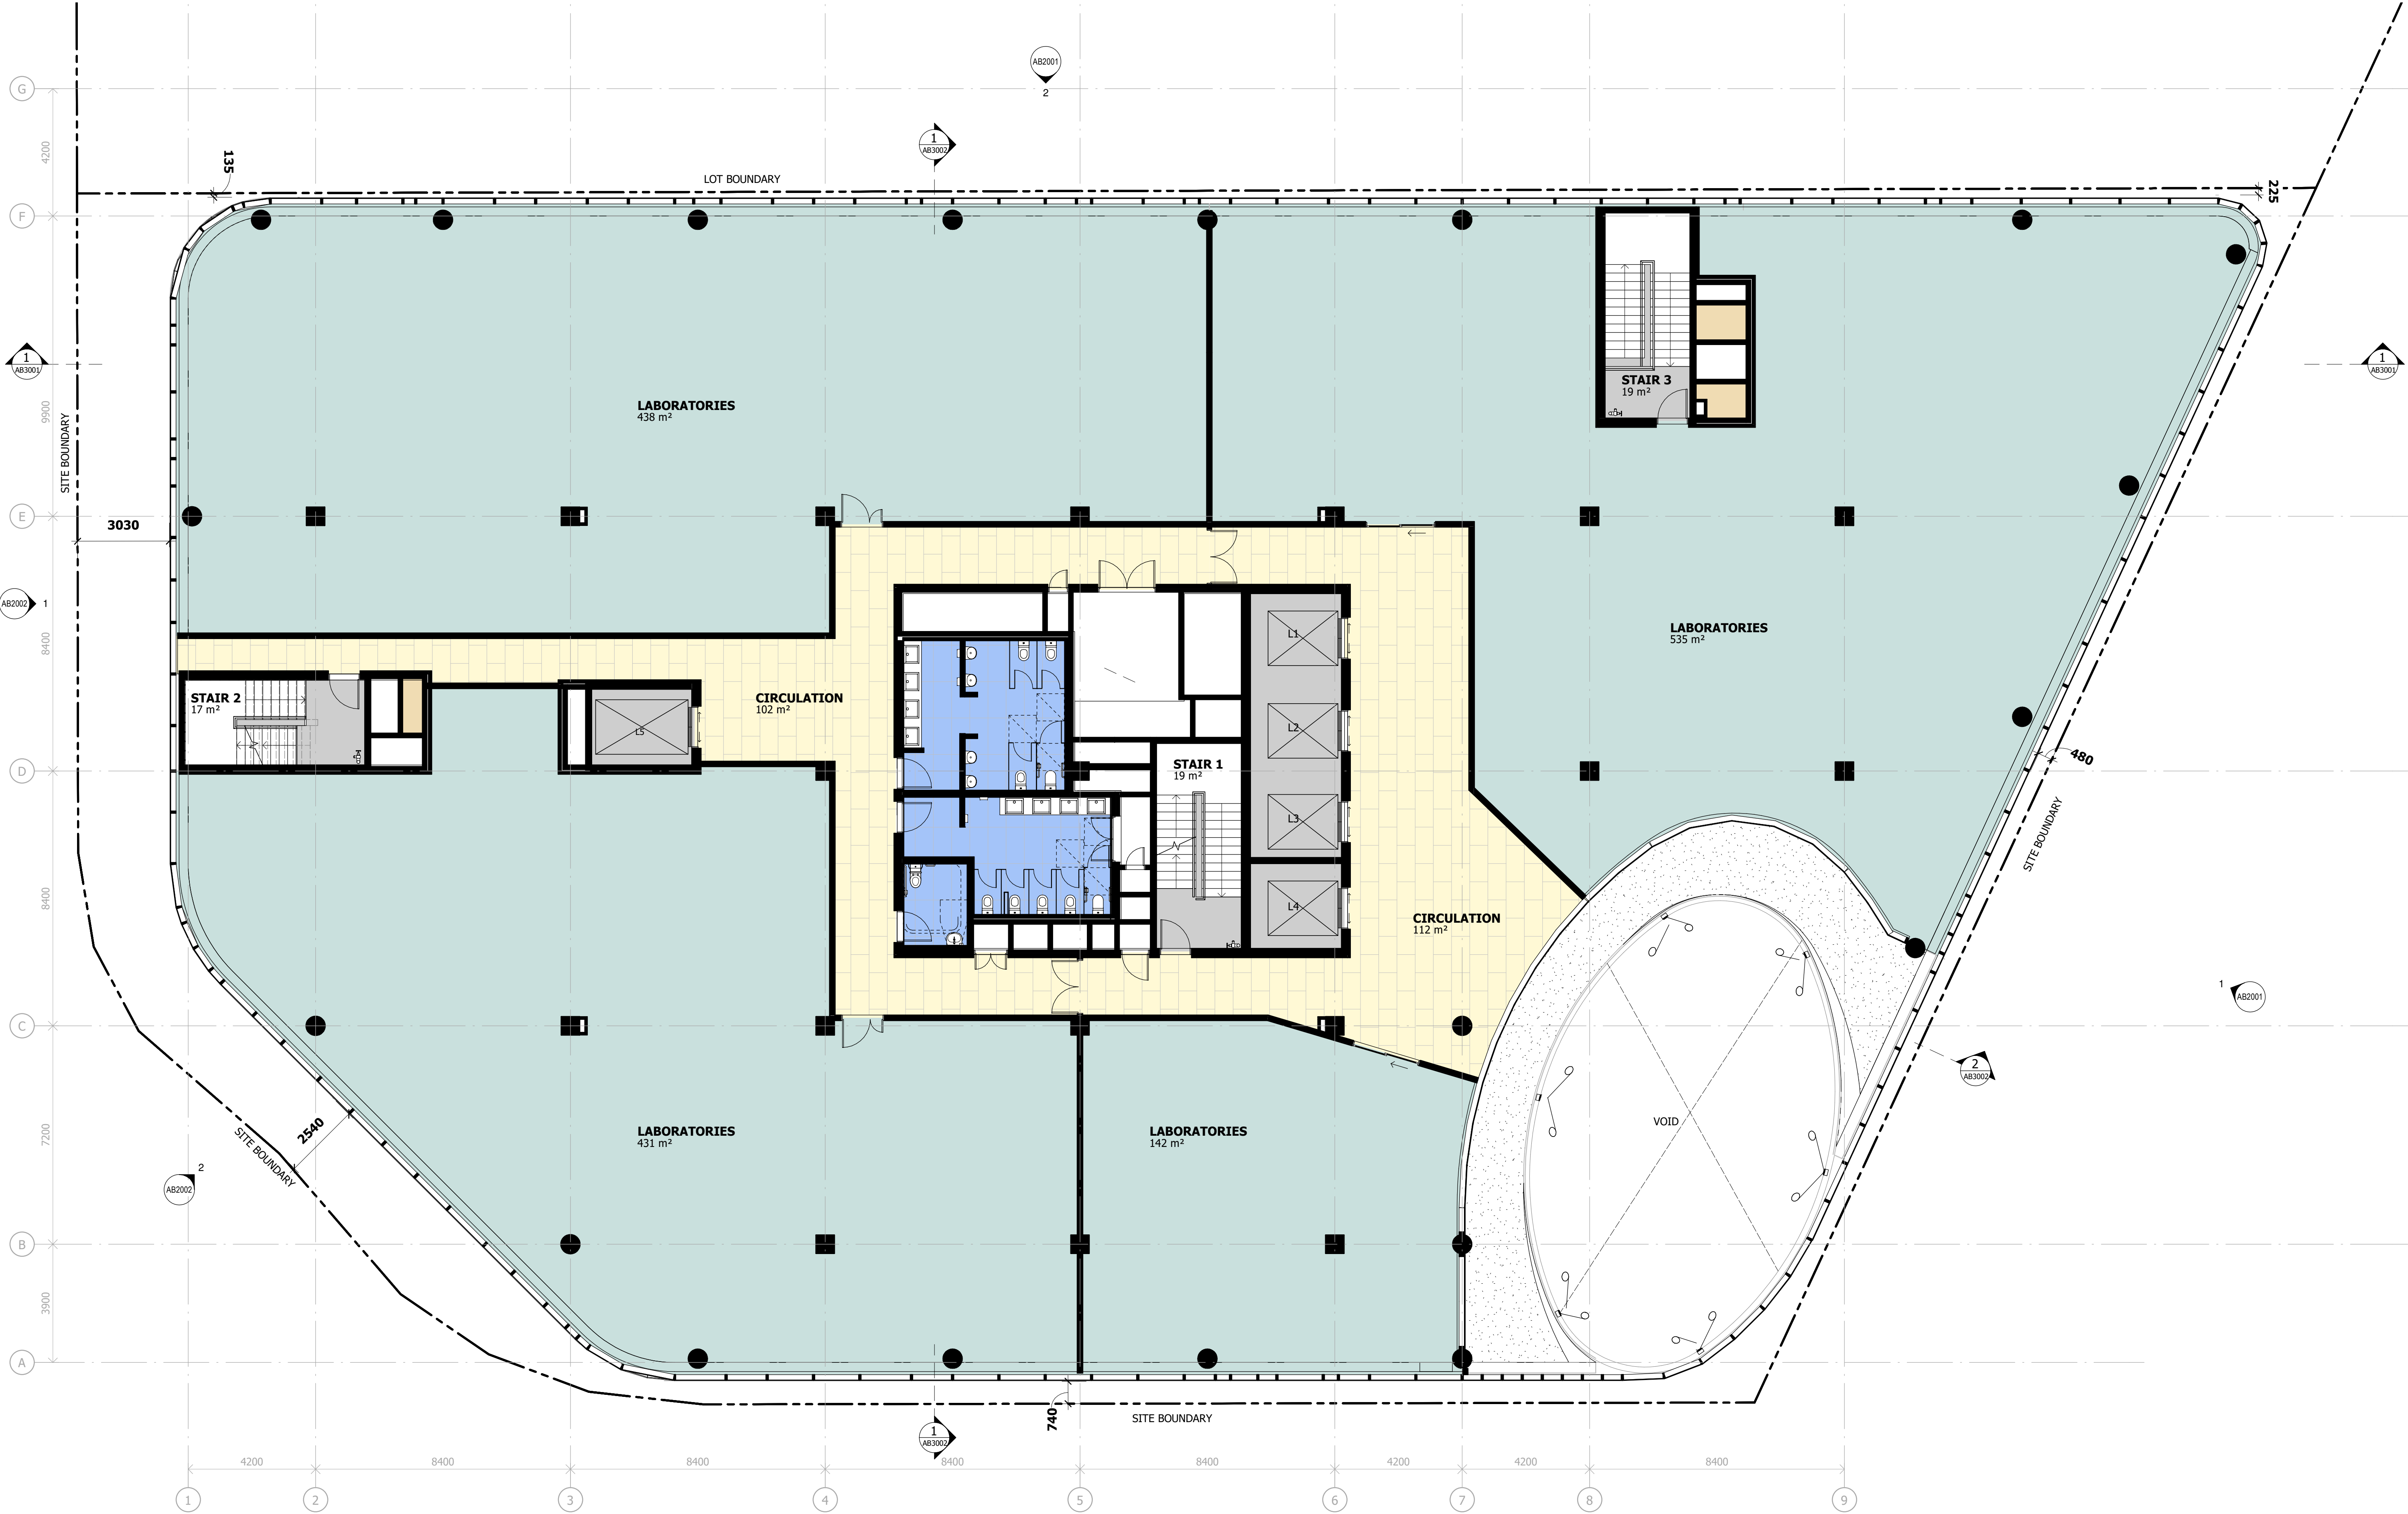 AB2001
2
G
4200
1
AB3002
135
LOT BOUNDARY
225
F
1
AB3001
1
AB3001
STAIR 3
19 m²
LABORATORIES
438 m²
9900
SITE BOUNDARY
E
3030
AB2002
1
8400
LABORATORIES
535 m²
L1
STAIR 2
17 m²
CIRCULATION
102 m²
L5
L2
480
D
STAIR 1
19 m²
L3
SITE BOUNDARY
8400
L4
CIRCULATION
112 m²
1
AB2001
C
2
AB3002
LABORATORIES
431 m²
LABORATORIES
142 m²
VOID
7200
2540
SITE BOUNDARY
2
AB2002
B
3900
A
740
SITE BOUNDARY
1
AB3002
4200
8400
8400
8400
8400
4200
4200
8400
1
2
3
4
5
6
7
8
9